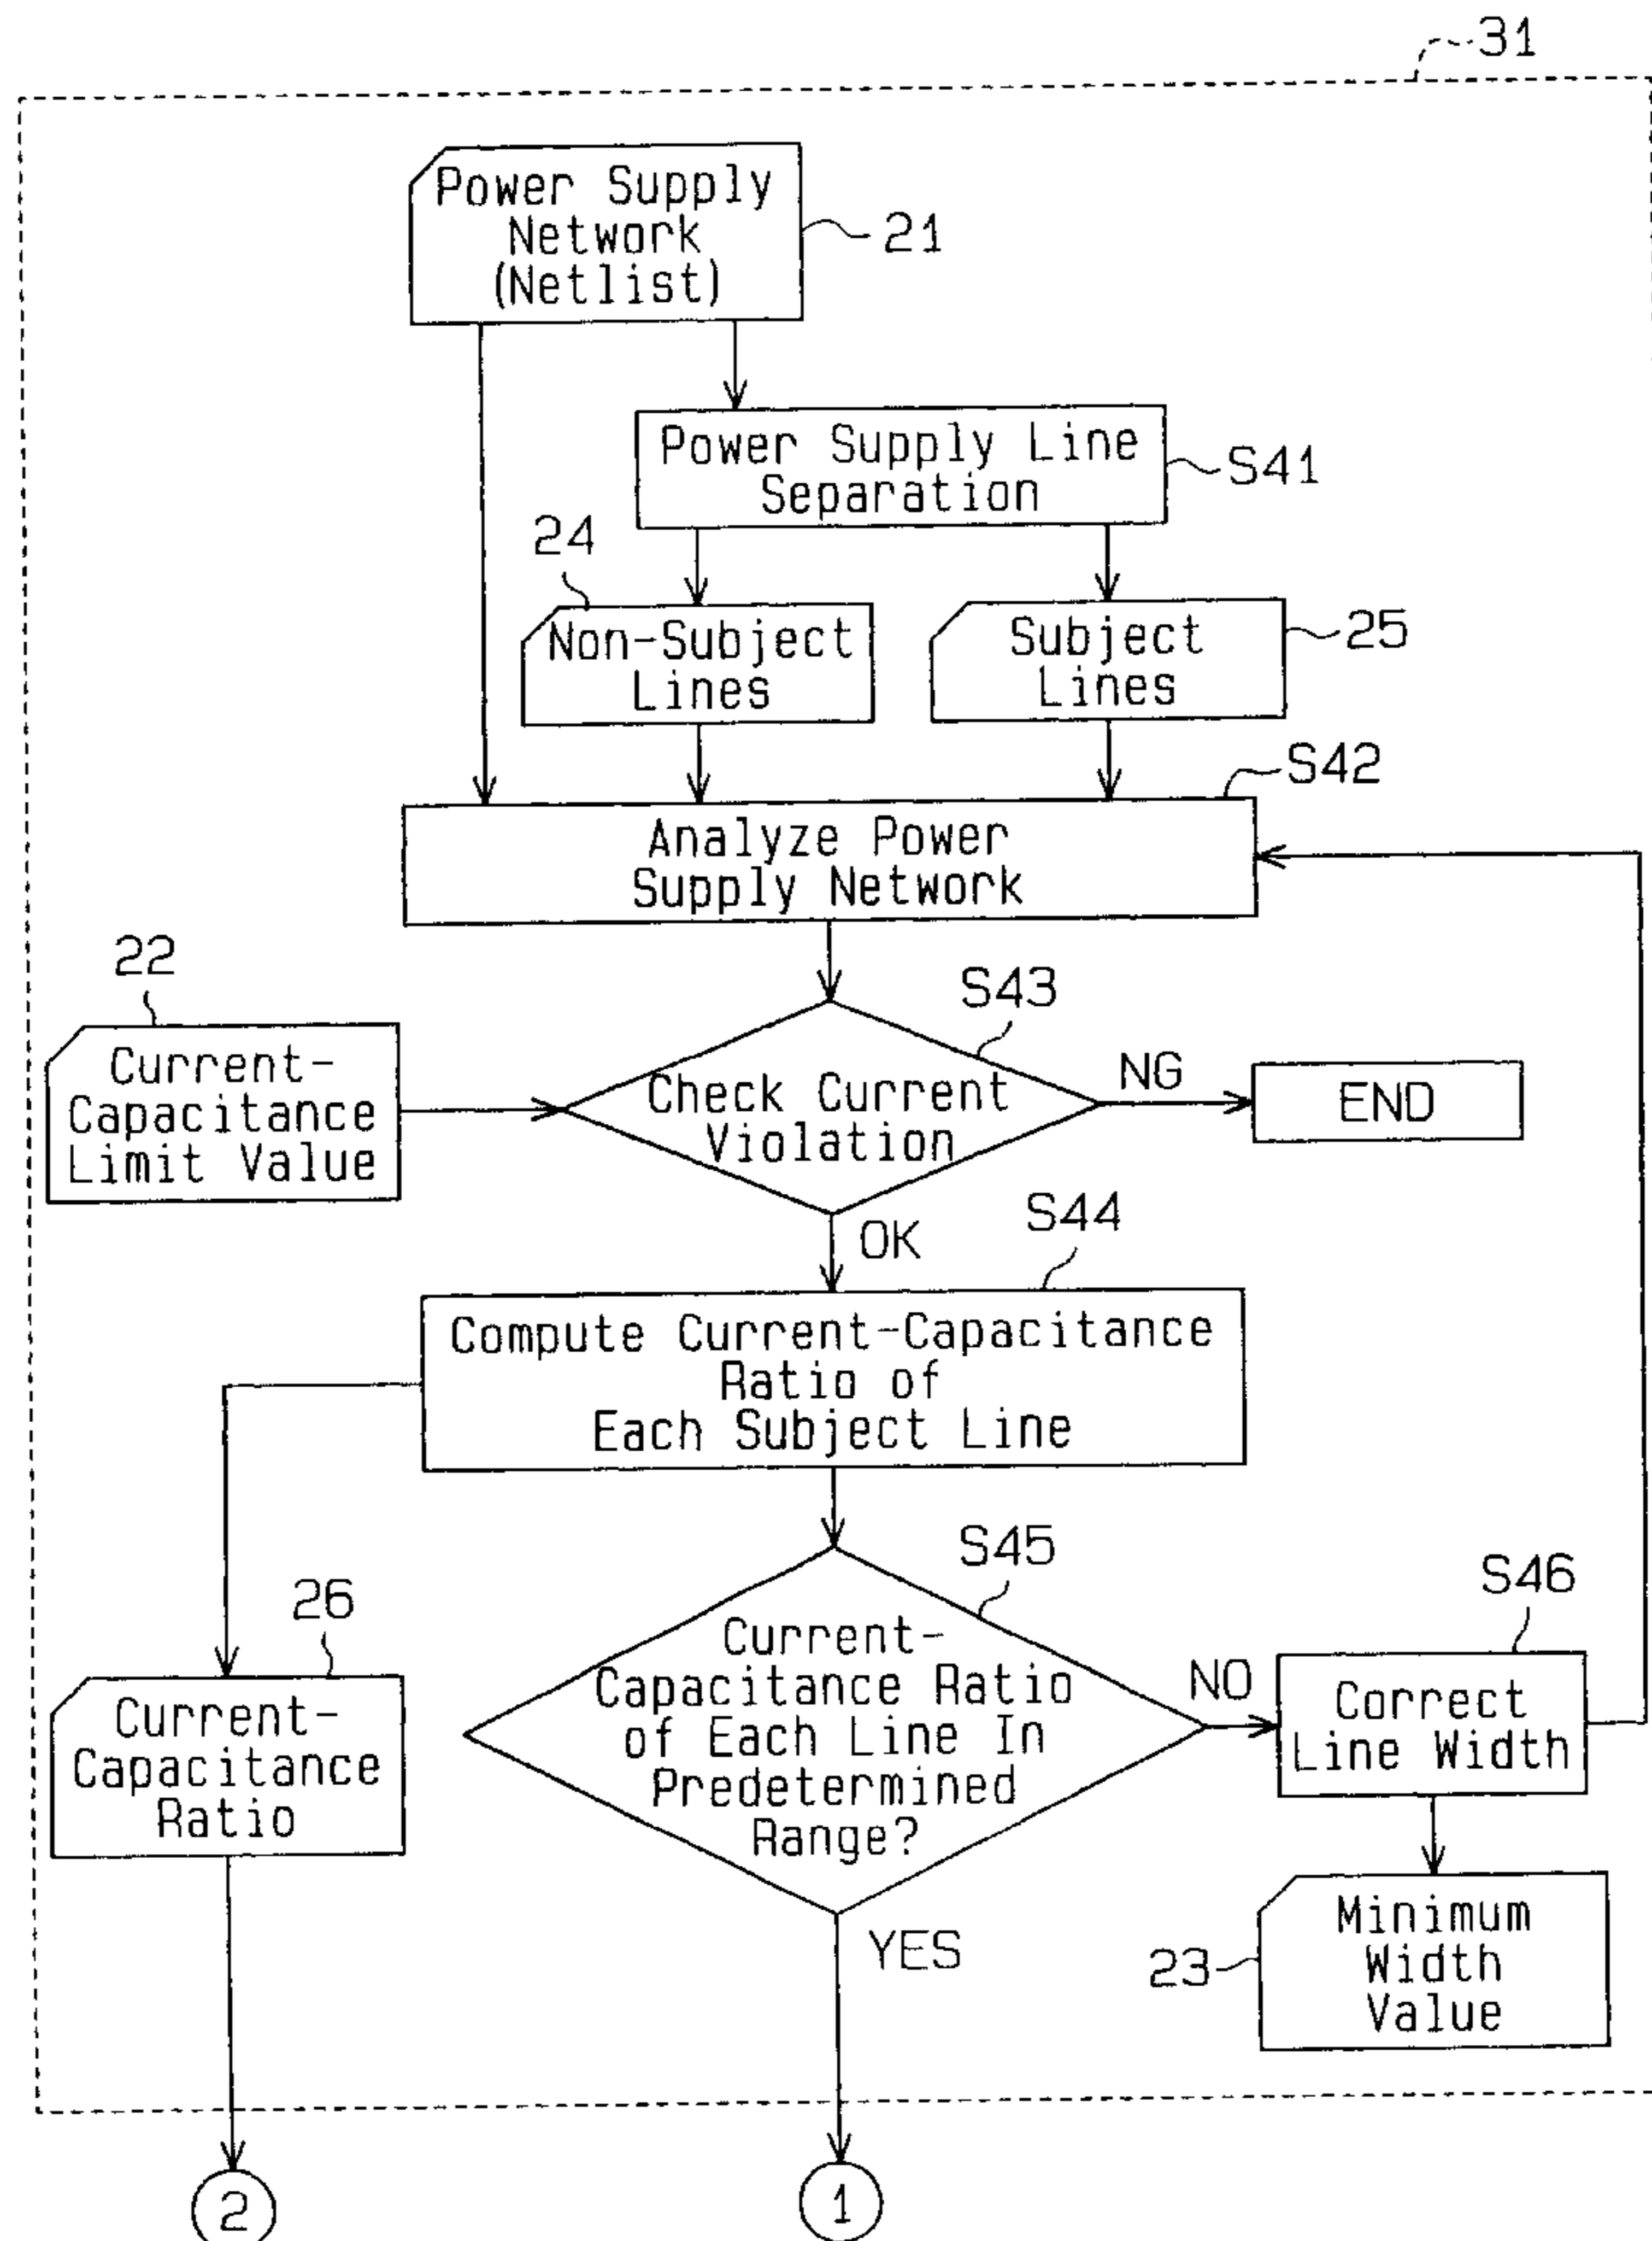 31
Power Supply
Network
(Netlist)
21
Power Supply Line
Separation
S41
24
Non-Subject
Lines
Subject
Lines
25
S42
Analyze Power
Supply Network
22
Current-
Capacitance
Limit Value
S43
Check Current
Violation
NG
END
OK
S44
Compute Current-Capacitance
Ratio of
Each Subject Line
26
Current-
Capacitance
Ratio
S45
Current-
Capacitance Ratio
of Each Line In
Predetermined
Range?
NO
S46
Correct
Line Width
YES
23
Minimum
Width
Value
2
1